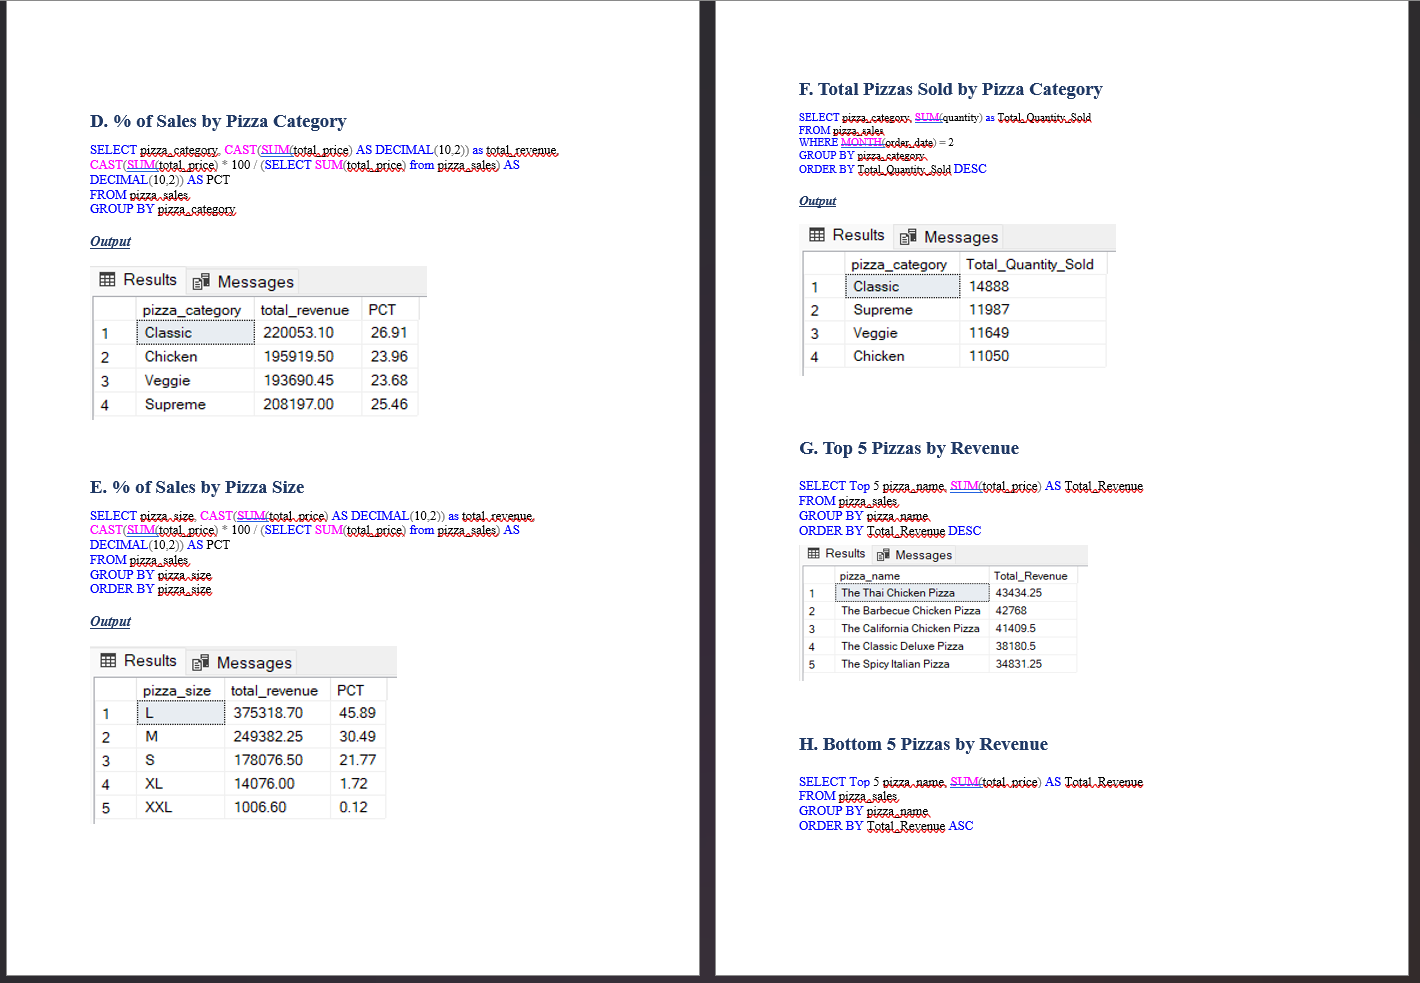 D. % of Sales by Pizza Category
SELECT pizza_category, CAST(SUM(total_price) AS DECIMAL(10,2)) as total_revenue,
CAST(SUM(total_price) * 100 / (SELECT SUM(total_price) from pizza_sales) AS
DECIMAL(10,2)) AS PCT
FROM pizza_sales
GROUP BY pizza_category
Output
Results Messages
pizza_category total_revenue PCT
1 Classic 220053.10 26.91
2 Chicken 195919.50 23.96
3 Veggie 193690.45 23.68
4 Supreme 208197.00 25.46
E. % of Sales by Pizza Size
SELECT pizza_size, CAST(SUM(total_price) AS DECIMAL(10,2)) as total_revenue,
CAST(SUM(total_price) * 100 / (SELECT SUM(total_price) from pizza_sales) AS
DECIMAL(10,2)) AS PCT
FROM pizza_sales
GROUP BY pizza_size
ORDER BY pizza_size
Output
Results Messages
pizza_size total_revenue PCT
1 L 375318.70 45.89
2 M 249382.25 30.49
3 S 178076.50 21.77
4 XL 14076.00 1.72
5 XXL 1006.60 0.12
F. Total Pizzas Sold by Pizza Category
SELECT pizza_category, SUM(quantity) as Total_Quantity_Sold
FROM pizza_sales
WHERE MONTH(order_date) = 2
GROUP BY pizza_category
ORDER BY Total_Quantity_Sold DESC
Output
Results Messages
pizza_category Total_Quantity_Sold
1 Classic 14888
2 Supreme 11987
3 Veggie 11649
4 Chicken 11050
G. Top 5 Pizzas by Revenue
SELECT Top 5 pizza_name, SUM(total_price) AS Total_Revenue
FROM pizza_sales
GROUP BY pizza_name
ORDER BY Total_Revenue DESC
Results Messages
pizza_name Total_Revenue
1 The Thai Chicken Pizza 43434.25
2 The Barbecue Chicken Pizza 42768
3 The California Chicken Pizza 41409.5
4 The Classic Deluxe Pizza 38180.5
5 The Spicy Italian Pizza 34831.25
H. Bottom 5 Pizzas by Revenue
SELECT Top 5 pizza_name, SUM(total_price) AS Total_Revenue
FROM pizza_sales
GROUP BY pizza_name
ORDER BY Total_Revenue ASC